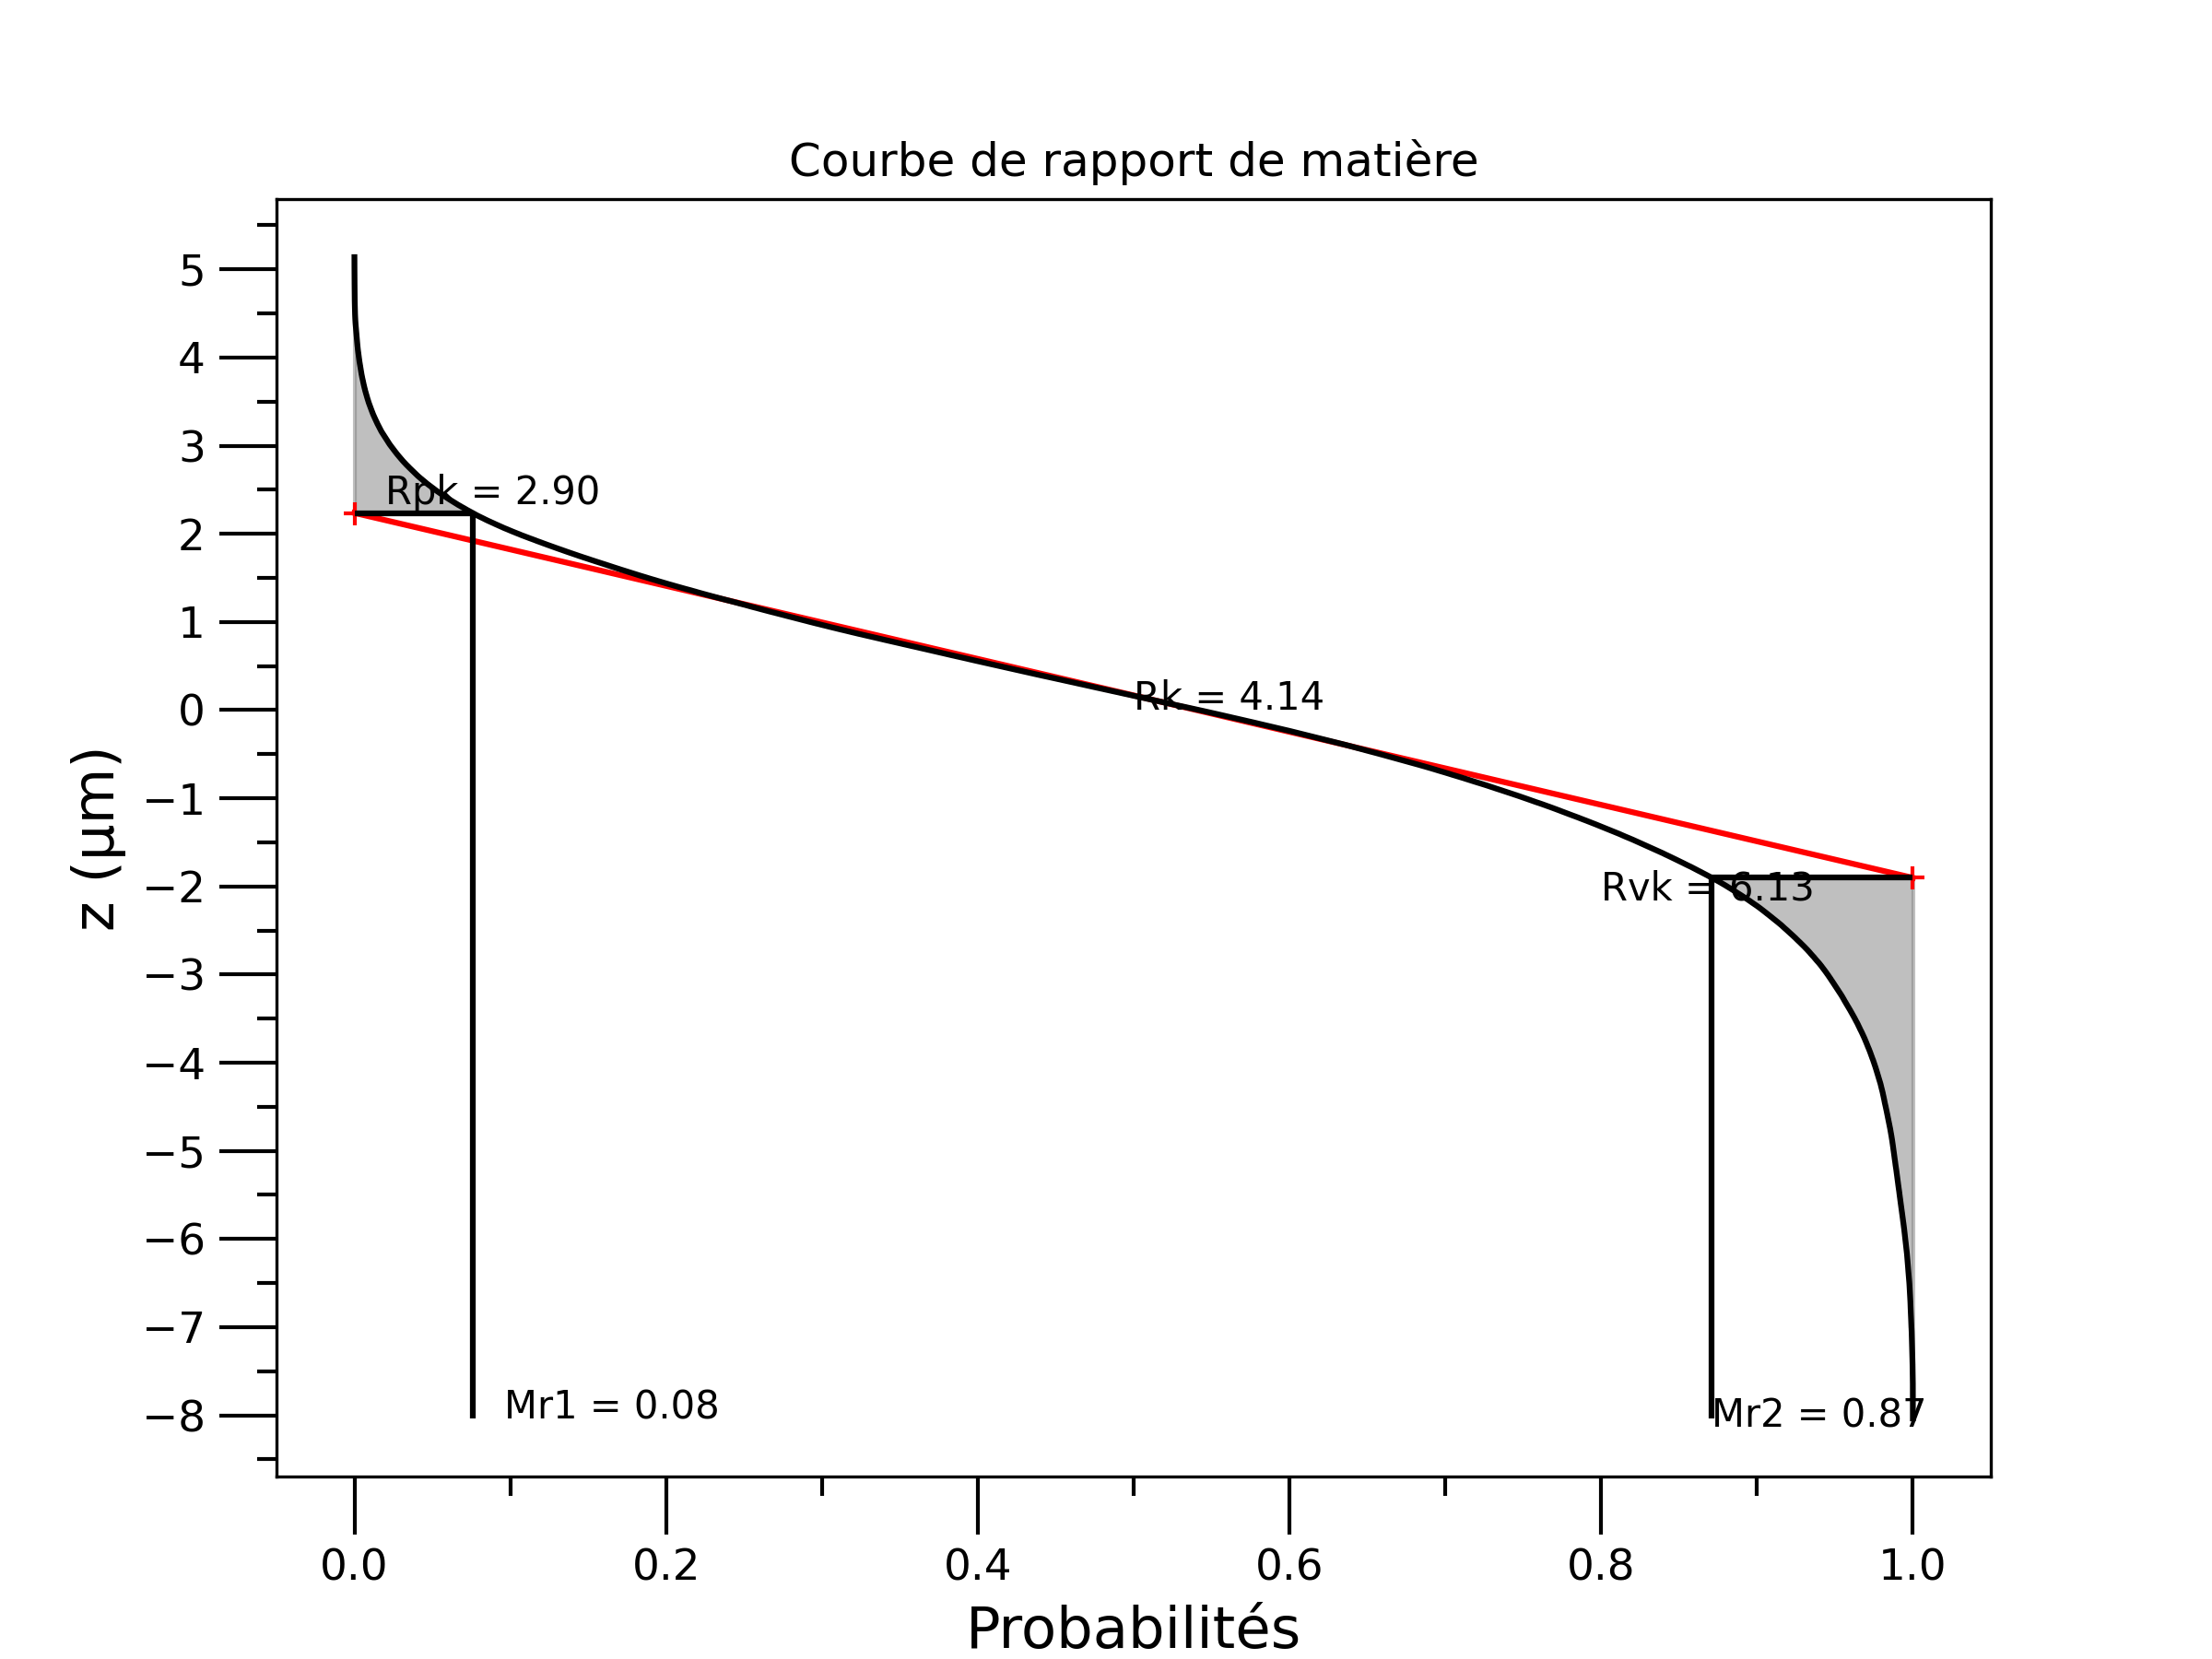 Courbe de rapport de matière
5
4
3
2
1
0
−1
−2
−3
−4
−5
−6
−7
−8
z (µm)
Rpk = 2.90
Rk = 4.14
Rvk = 6.13
Mr1 = 0.08
Mr2 = 0.87
0.0 0.2 0.4 0.6 0.8 1.0
Probabilités